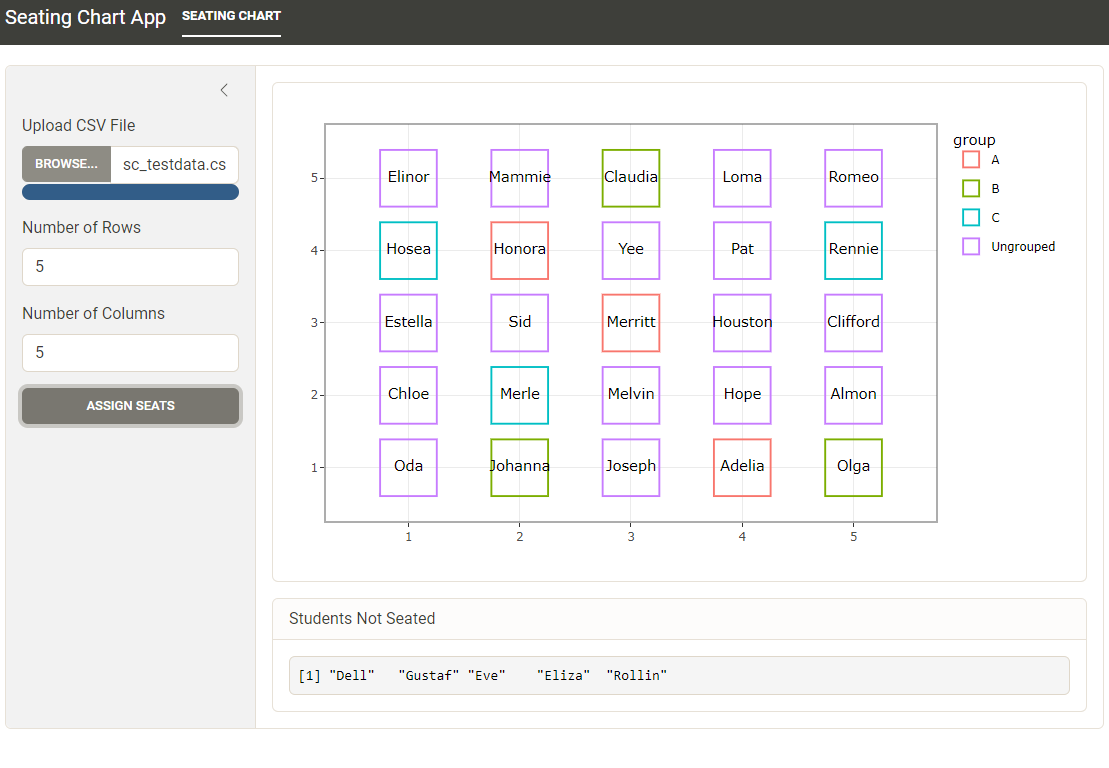 Seating Chart App SEATING CHART
Upload CSV File
BROWSE... sc_testdata.cs
Number of Rows
5
Number of Columns
5
ASSIGN SEATS
group
A
B
C
Ungrouped
5 Elinor Mammie Claudia Loma Romeo
4 Hosea Honora Yee Pat Rennie
3 Estella Sid Merritt Houston Clifford
2 Chloe Merle Melvin Hope Almon
1 Oda Johanna Joseph Adelia Olga
1 2 3 4 5
Students Not Seated
[1] "Dell" "Gustaf" "Eve" "Eliza" "Rollin"